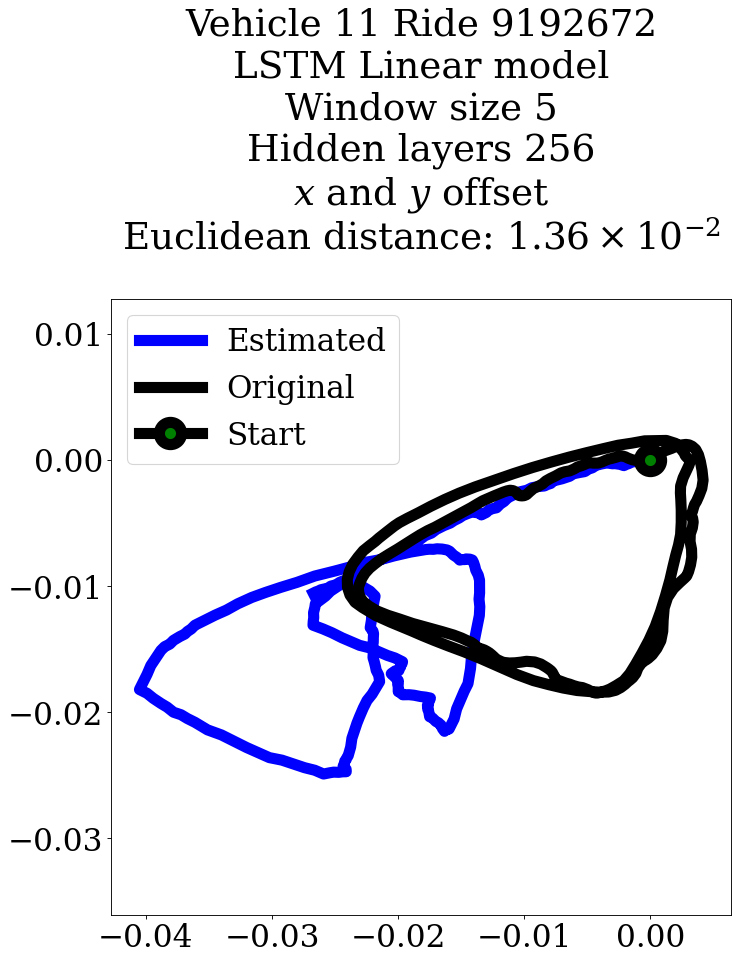 Vehicle 11 Ride 9192672
LSTM Linear model
Window size 5
Hidden layers 256
x and y offset
Euclidean distance: 1.36 × 10⁻²
Estimated
Original
Start
0.01
0.00
−0.01
−0.02
−0.03
−0.04 −0.03 −0.02 −0.01 0.00